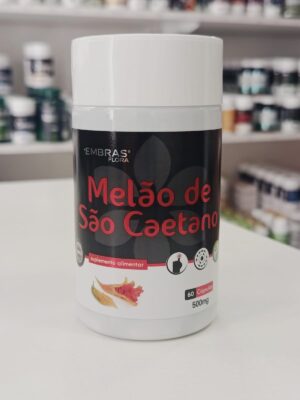 EMBRAS
FLORA
Melão de
São Caetano
Suplemento alimentar
60 Cápsulas
500mg